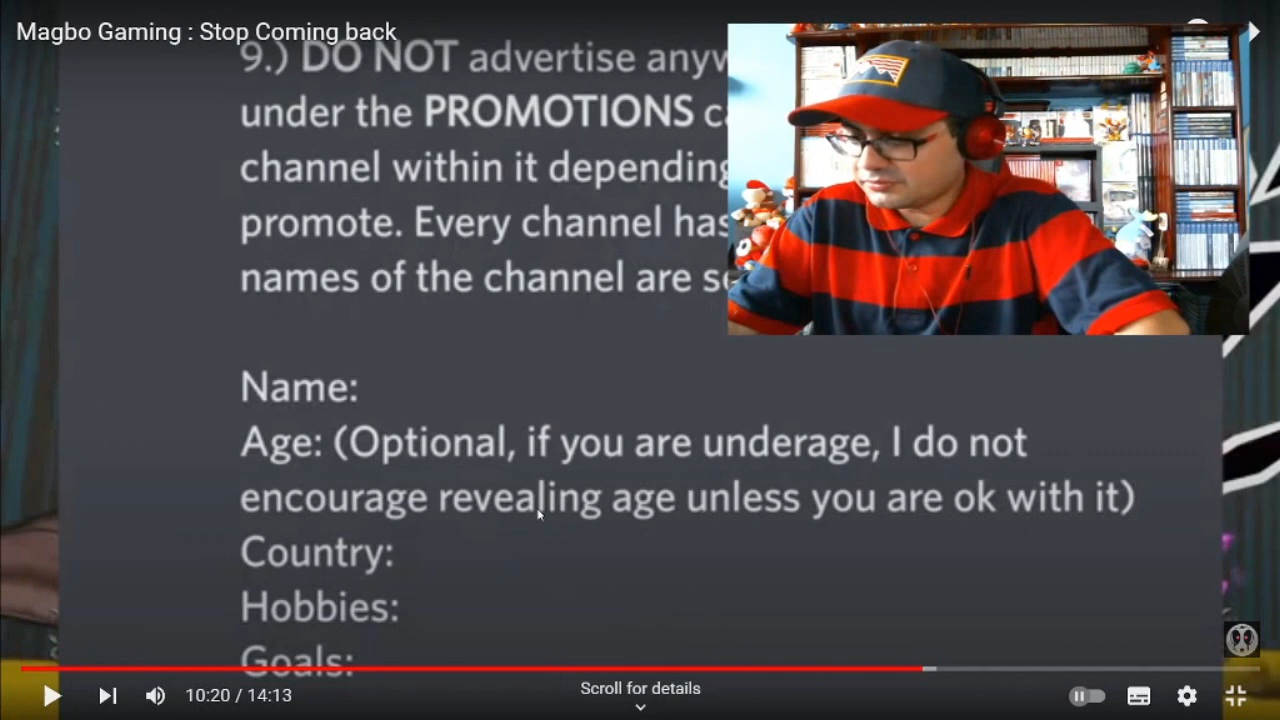 Magbo Gaming : Stop Coming back
9.) DO NOT advertise
under the PROMOTIONS
channel within it depending
promote. Every channel has
names of the channel are
Name:
Age: (Optional, if you are underage, I do not
encourage revealing age unless you are ok with it)
Country:
Hobbies:
Goals:
10:20 / 14:13
Scroll for details